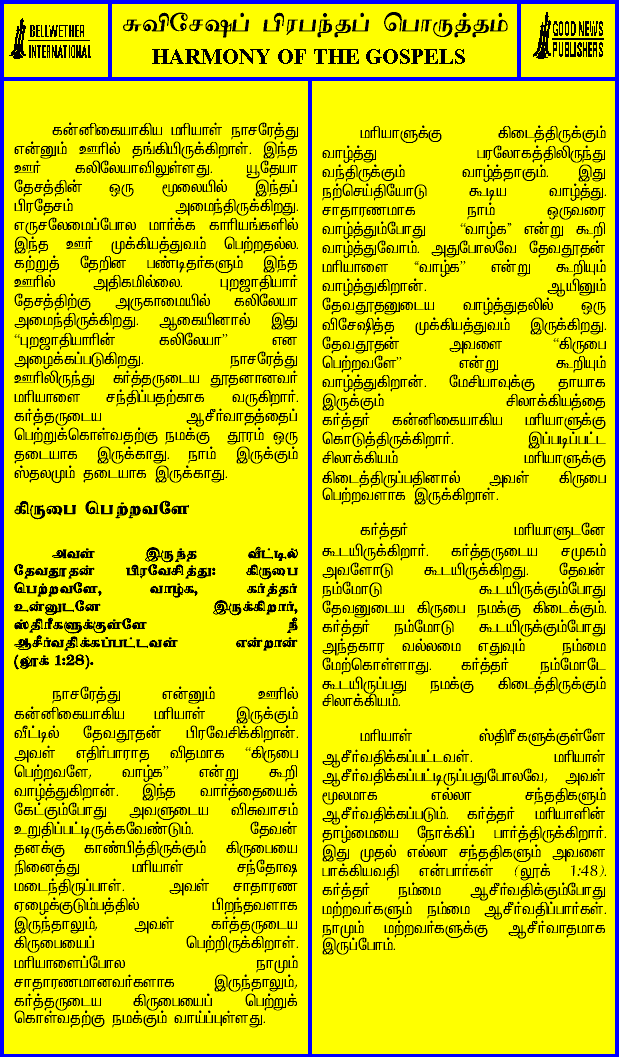 BELLWETHER
INTERNATIONAL
சுவிசேஷப் பிரபந்தப் பொருத்தம்
HARMONY OF THE GOSPELS
GOOD NEWS
PUBLISHERS
கன்னிகையாகிய மரியாள் நாசரேத்து
என்னும் ஊரில் தங்கியிருக்கிறாள். இந்த
ஊர் கலிலேயாவிலுள்ளது. யூதேயா
தேசத்தின் ஒரு மூலையில் இந்தப்
பிரதேசம் அமைந்திருக்கிறது.
எருசலேமைப்போல மார்க்க காரியங்களில்
இந்த ஊர் முக்கியத்துவம் பெற்றதல்ல.
கற்றுத் தேறின பண்டிதர்களும் இந்த
ஊரில் அதிகமில்லை. புறஜாதியார்
தேசத்திற்கு அருகாமையில் கலிலேயா
அமைந்திருக்கிறது. ஆகையினால் இது
“புறஜாதியாரின் கலிலேயா” என
அழைக்கப்படுகிறது. நாசரேத்து
ஊரிலிருந்து கர்த்தருடைய தூதனானவர்
மரியாளை சந்திப்பதற்காக வருகிறார்.
கர்த்தருடைய ஆசீர்வாதத்தைப்
பெற்றுக்கொள்வதற்கு நமக்கு தூரம் ஒரு
தடையாக இருக்காது. நாம் இருக்கும்
ஸ்தலமும் தடையாக இருக்காது.
கிருபை பெற்றவளே
அவள் இருந்த வீட்டில்
தேவதூதன் பிரவேசித்து: கிருபை
பெற்றவளே, வாழ்க, கர்த்தர்
உன்னுடனே இருக்கிறார்,
ஸ்திரீகளுக்குள்ளே நீ
ஆசீர்வதிக்கப்பட்டவள் என்றான்
(லூக் 1:28).
நாசரேத்து என்னும் ஊரில்
கன்னிகையாகிய மரியாள் இருக்கும்
வீட்டில் தேவதூதன் பிரவேசிக்கிறான்.
அவள் எதிர்பாராத விதமாக “கிருபை
பெற்றவளே, வாழ்க” என்று கூறி
வாழ்த்துகிறான். இந்த வார்த்தையைக்
கேட்கும்போது அவளுடைய விசுவாசம்
உறுதிப்பட்டிருக்கவேண்டும். தேவன்
தனக்கு காண்பித்திருக்கும் கிருபையை
நினைத்து மரியாள் சந்தோஷ
மடைந்திருப்பாள். அவள் சாதாரண
ஏழைக்குடும்பத்தில் பிறந்தவளாக
இருந்தாலும், அவள் கர்த்தருடைய
கிருபையைப் பெற்றிருக்கிறாள்.
மரியாளைப்போல நாமும்
சாதாரணமானவர்களாக இருந்தாலும்,
கர்த்தருடைய கிருபையைப் பெற்றுக்
கொள்வதற்கு நமக்கும் வாய்ப்புள்ளது.
மரியாளுக்கு கிடைத்திருக்கும்
வாழ்த்து பரலோகத்திலிருந்து
வந்திருக்கும் வாழ்த்தாகும். இது
நற்செய்தியோடு கூடிய வாழ்த்து.
சாதாரணமாக நாம் ஒருவரை
வாழ்த்தும்போது “வாழ்க” என்று கூறி
வாழ்த்துவோம். அதுபோலவே தேவதூதன்
மரியாளை “வாழ்க” என்று கூறியும்
வாழ்த்துகிறான். ஆயினும்
தேவதூதனுடைய வாழ்த்துதலில் ஒரு
விசேஷித்த முக்கியத்துவம் இருக்கிறது.
தேவதூதன் அவளை “கிருபை
பெற்றவளே” என்று கூறியும்
வாழ்த்துகிறான். மேசியாவுக்கு தாயாக
இருக்கும் சிலாக்கியத்தை
கர்த்தர் கன்னிகையாகிய மரியாளுக்கு
கொடுத்திருக்கிறார். இப்படிப்பட்ட
சிலாக்கியம் மரியாளுக்கு
கிடைத்திருப்பதினால் அவள் கிருபை
பெற்றவளாக இருக்கிறாள்.
கர்த்தர் மரியாளுடனே
கூடயிருக்கிறார். கர்த்தருடைய சமுகம்
அவளோடு கூடயிருக்கிறது. தேவன்
நம்மோடு கூடயிருக்கும்போது
தேவனுடைய கிருபை நமக்கு கிடைக்கும்.
கர்த்தர் நம்மோடு கூடயிருக்கும்போது
அந்தகார வல்லமை எதுவும் நம்மை
மேற்கொள்ளாது. கர்த்தர் நம்மோடே
கூடயிருப்பது நமக்கு கிடைத்திருக்கும்
சிலாக்கியம்.
மரியாள் ஸ்திரீகளுக்குள்ளே
ஆசீர்வதிக்கப்பட்டவள். மரியாள்
ஆசீர்வதிக்கப்பட்டிருப்பதுபோலவே, அவள்
மூலமாக எல்லா சந்ததிகளும்
ஆசீர்வதிக்கப்படும். கர்த்தர் மரியாளின்
தாழ்மையை நோக்கிப் பார்த்திருக்கிறார்.
இது முதல் எல்லா சந்ததிகளும் அவளை
பாக்கியவதி என்பார்கள் (லூக் 1:48).
கர்த்தர் நம்மை ஆசீர்வதிக்கும்போது
மற்றவர்களும் நம்மை ஆசீர்வதிப்பார்கள்.
நாமும் மற்றவர்களுக்கு ஆசீர்வாதமாக
இருப்போம்.